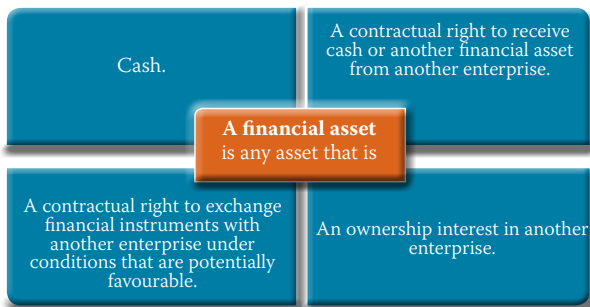 Cash.
A contractual right to receive
cash or another financial asset
from another enterprise.
A financial asset
is any asset that is
A contractual right to exchange
financial instruments with
another enterprise under
conditions that are potentially
favourable.
An ownership interest in another
enterprise.